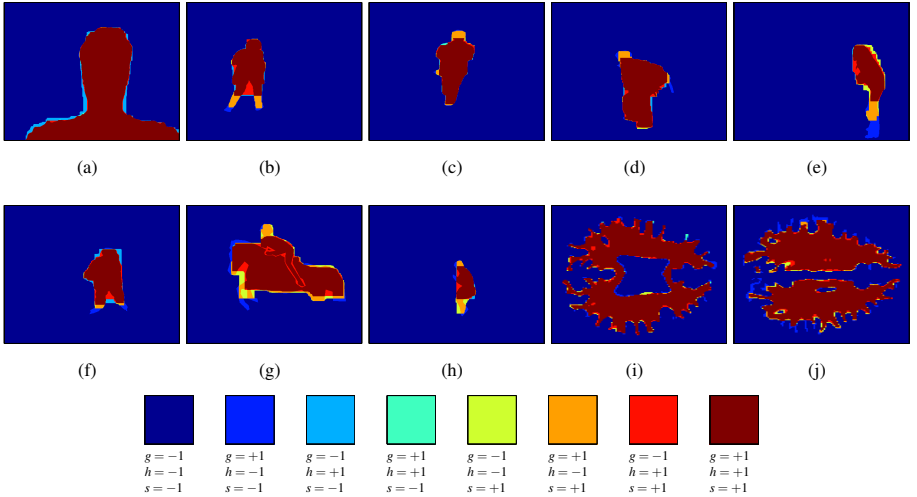 (a) (b) (c) (d) (e)
(f) (g) (h) (i) (j)
g = −1 g = +1 g = −1 g = +1 g = −1 g = +1 g = −1 g = +1
h = −1 h = −1 h = +1 h = +1 h = −1 h = −1 h = +1 h = +1
s = −1 s = −1 s = −1 s = −1 s = +1 s = +1 s = +1 s = +1